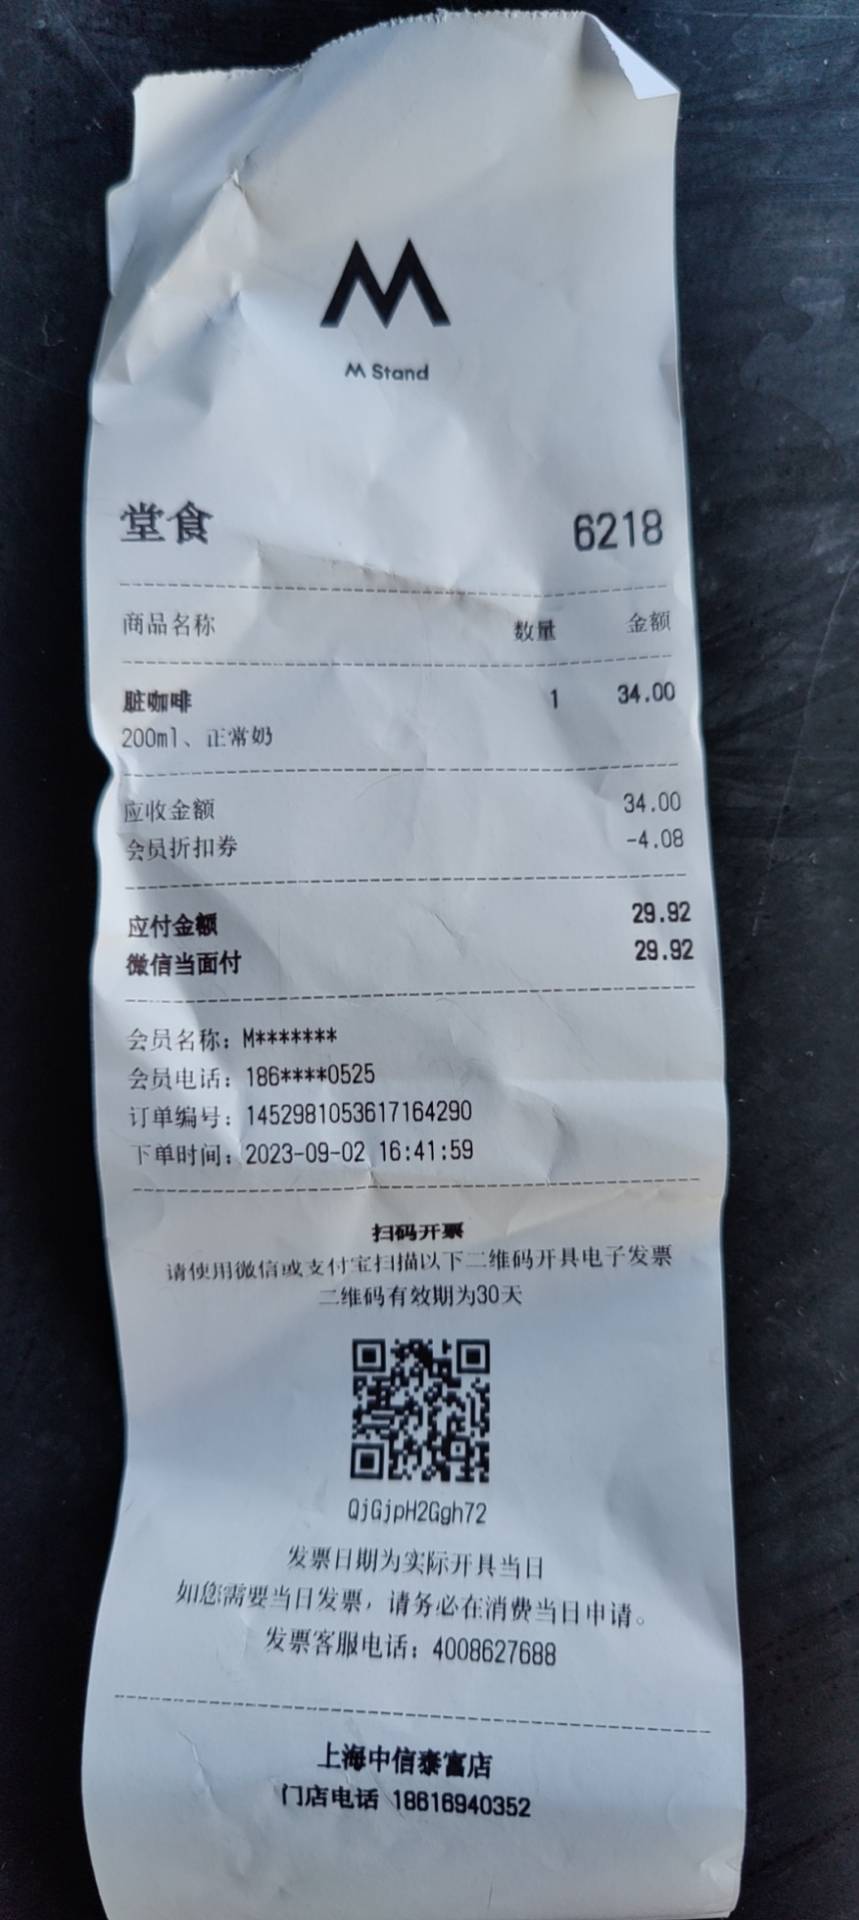 M Stand
堂食 6218
商品名称 数量 金额
脏咖啡 1 34.00
200ml、正常奶
应收金额 34.00
会员折扣券 -4.08
应付金额 29.92
微信当面付 29.92
会员名称：M*******
会员电话：186****0525
订单编号：1452981053617164290
下单时间：2023-09-02 16:41:59
扫码开票
请使用微信或支付宝扫描以下二维码开具电子发票
二维码有效期为30天
QjGjpH2Ggh72
发票日期为实际开具当日
如您需要当日发票，请务必在消费当日申请。
发票客服电话：4008627688
上海中信泰富店
门店电话 18616940352